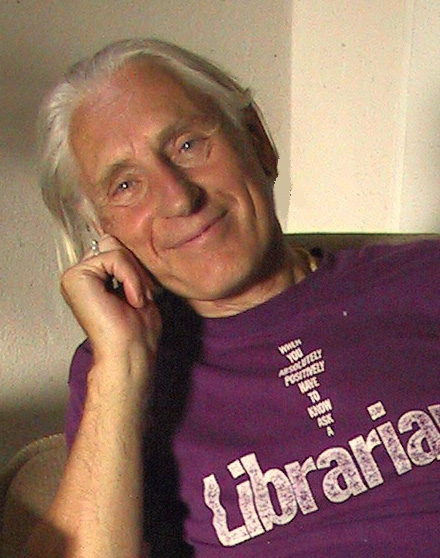 WHEN
YOU
ABSOLUTELY
POSITIVELY
HAVE
TO
KNOW
ASK
A
Librarian